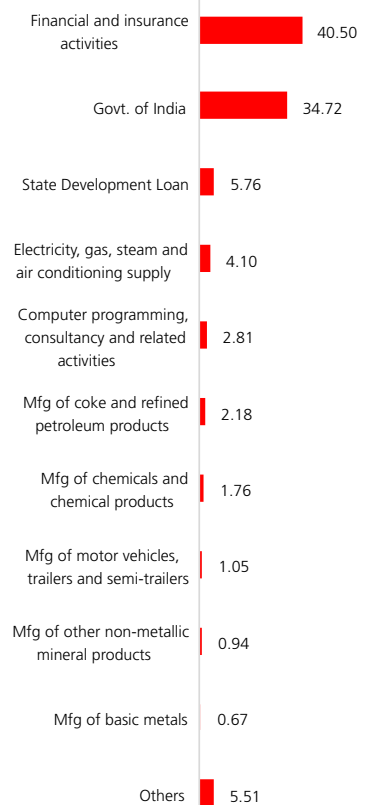 Financial and insurance
activities
40.50
Govt. of India
34.72
State Development Loan
5.76
Electricity, gas, steam and
air conditioning supply
4.10
Computer programming,
consultancy and related
activities
2.81
Mfg of coke and refined
petroleum products
2.18
Mfg of chemicals and
chemical products
1.76
Mfg of motor vehicles,
trailers and semi-trailers
1.05
Mfg of other non-metallic
mineral products
0.94
Mfg of basic metals
0.67
Others
5.51